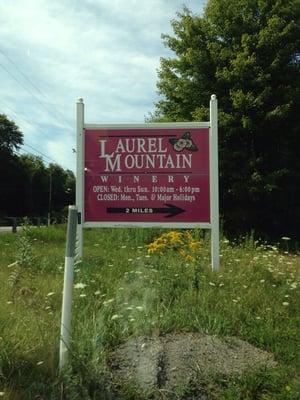 LAUREL
MOUNTAIN
WINERY
OPEN: Wed. thru Sun. 10:00am - 6:00pm
CLOSED: Mon., Tues. & Major Holidays
2 MILES